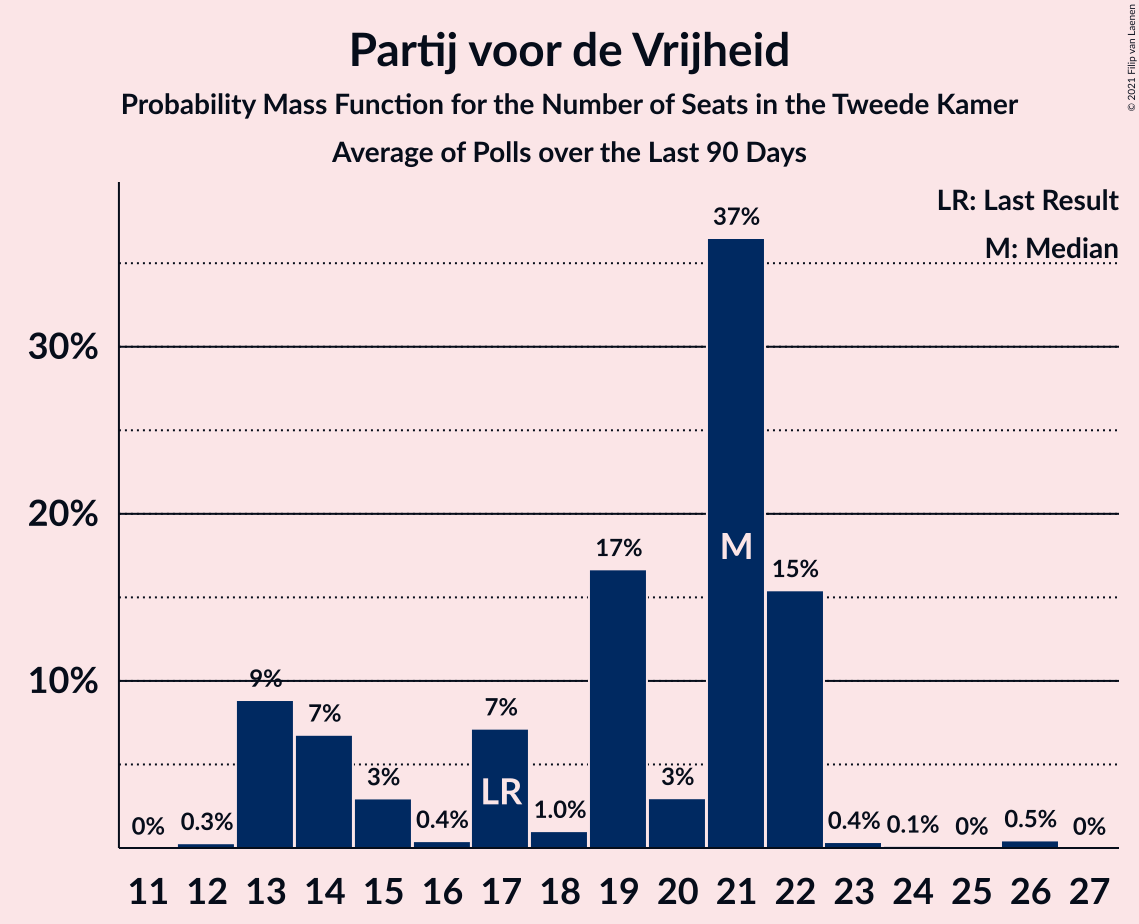 Partij voor de Vrijheid
Probability Mass Function for the Number of Seats in the Tweede Kamer
Average of Polls over the Last 90 Days
© 2021 Filip van Laenen
LR: Last Result
M: Median
37%
30%
20%
17%
M
15%
10%
9%
7%
7%
3%
LR
3%
0%
0.3%
0.4%
1.0%
0.4%
0.1%
0%
0.5%
0%
11 12 13 14 15 16 17 18 19 20 21 22 23 24 25 26 27